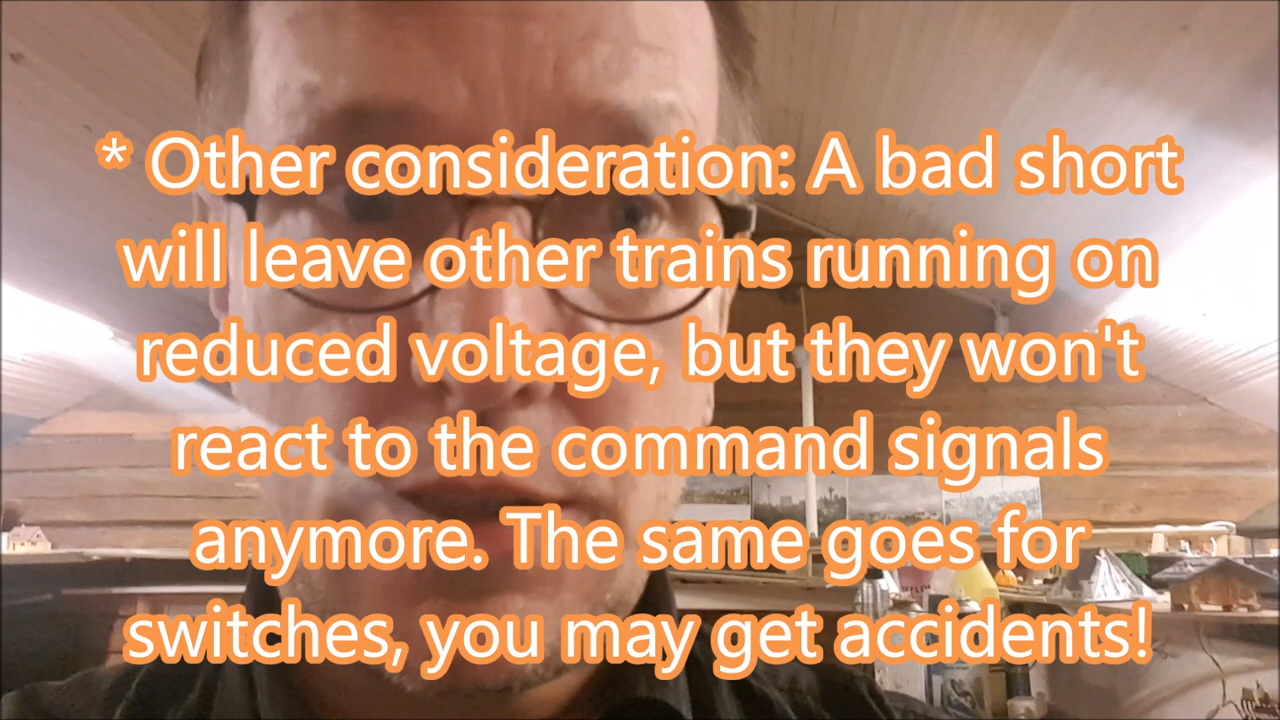 * Other consideration: A bad short
will leave other trains running on
reduced voltage, but they won't
react to the command signals
anymore. The same goes for
switches, you may get accidents!